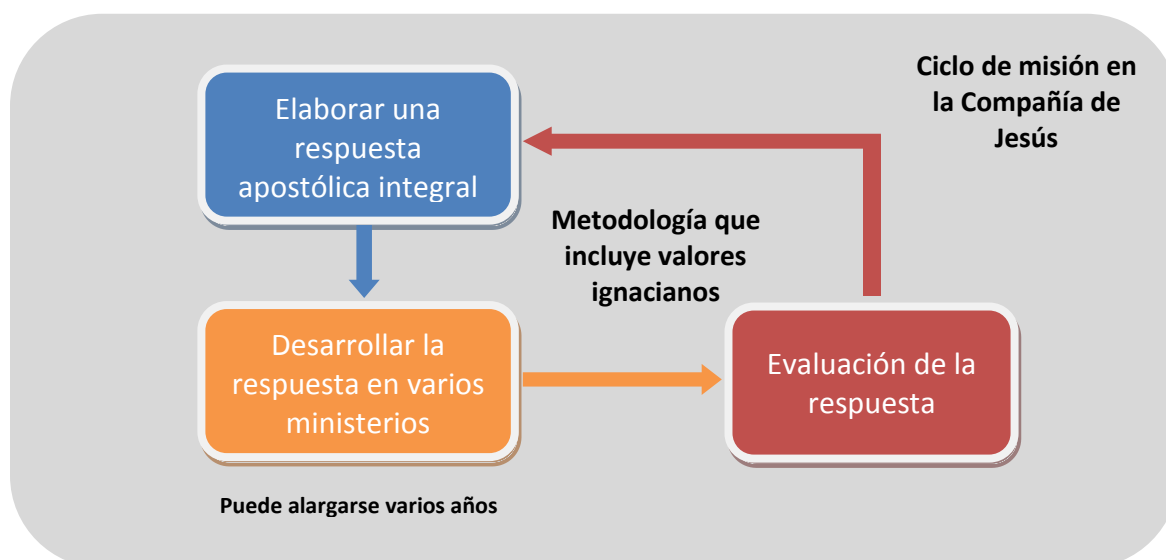 Ciclo de misión en
la Compañía de
Jesús
Elaborar una
respuesta
apostólica integral
Metodología que
incluye valores
ignacianos
Desarrollar la
respuesta en varios
ministerios
Evaluación de la
respuesta
Puede alargarse varios años